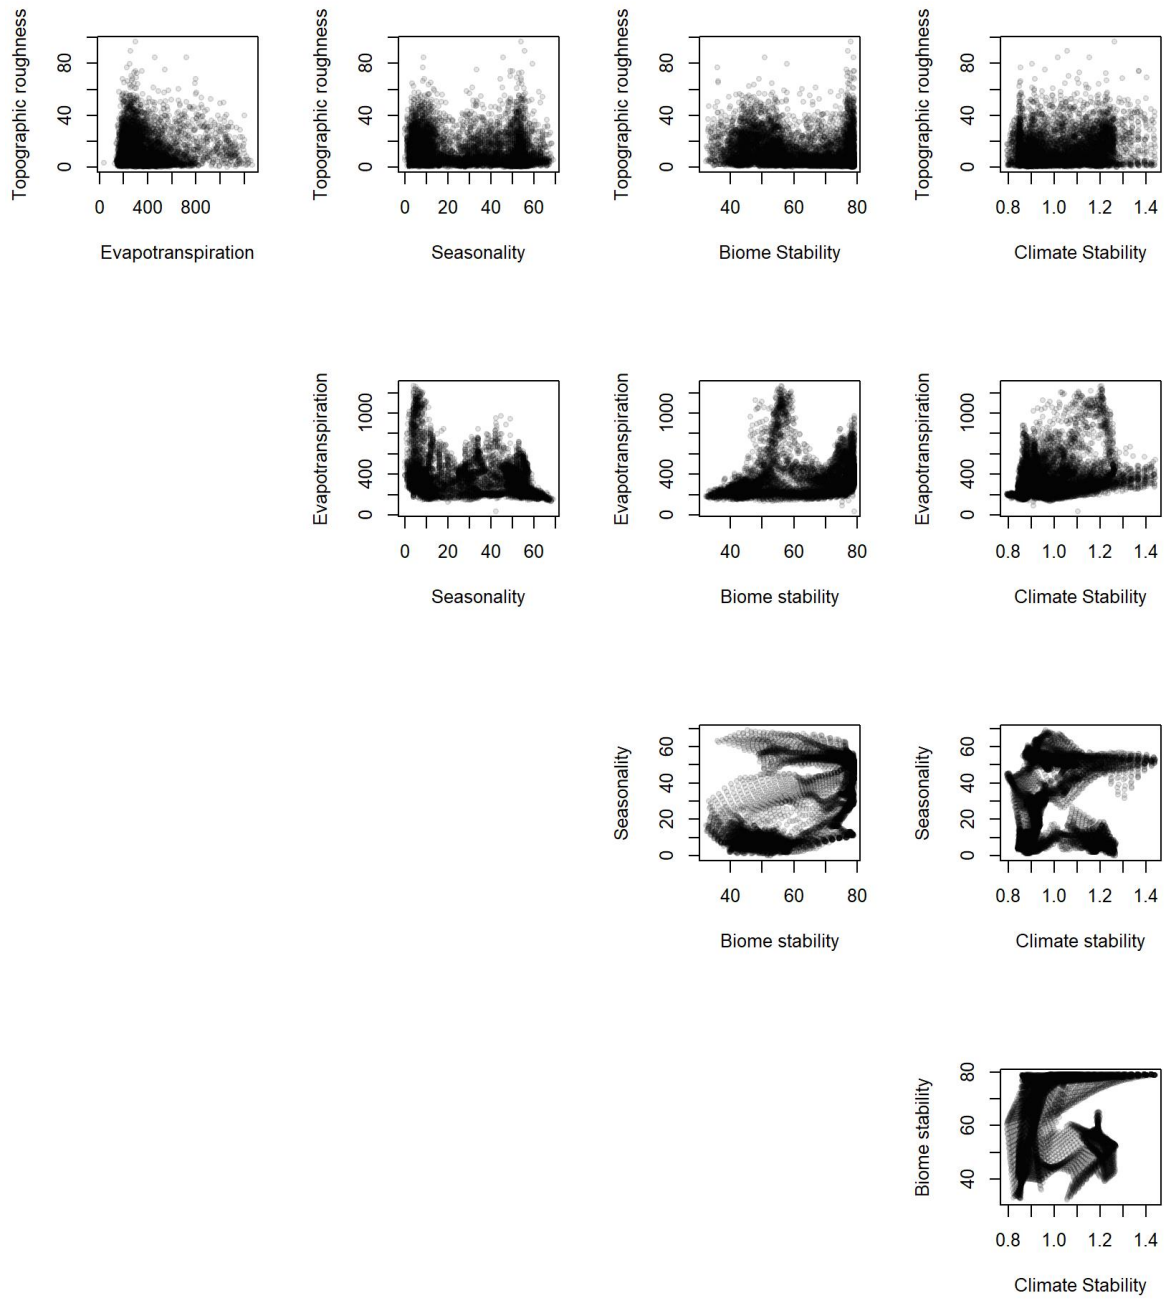 Topographic roughness
0 40 80
0 400 800
Evapotranspiration
Topographic roughness
0 40 80
0 20 40 60
Seasonality
Topographic roughness
0 40 80
40 60 80
Biome Stability
Topographic roughness
0 40 80
0.8 1.0 1.2 1.4
Climate Stability
Evapotranspiration
0 400 1000
0 20 40 60
Seasonality
Evapotranspiration
0 400 1000
40 60 80
Biome stability
Evapotranspiration
0 400 1000
0.8 1.0 1.2 1.4
Climate Stability
Seasonality
0 20 40 60
40 60 80
Biome stability
Seasonality
0 20 40 60
0.8 1.0 1.2 1.4
Climate stability
Biome stability
40 60 80
0.8 1.0 1.2 1.4
Climate Stability